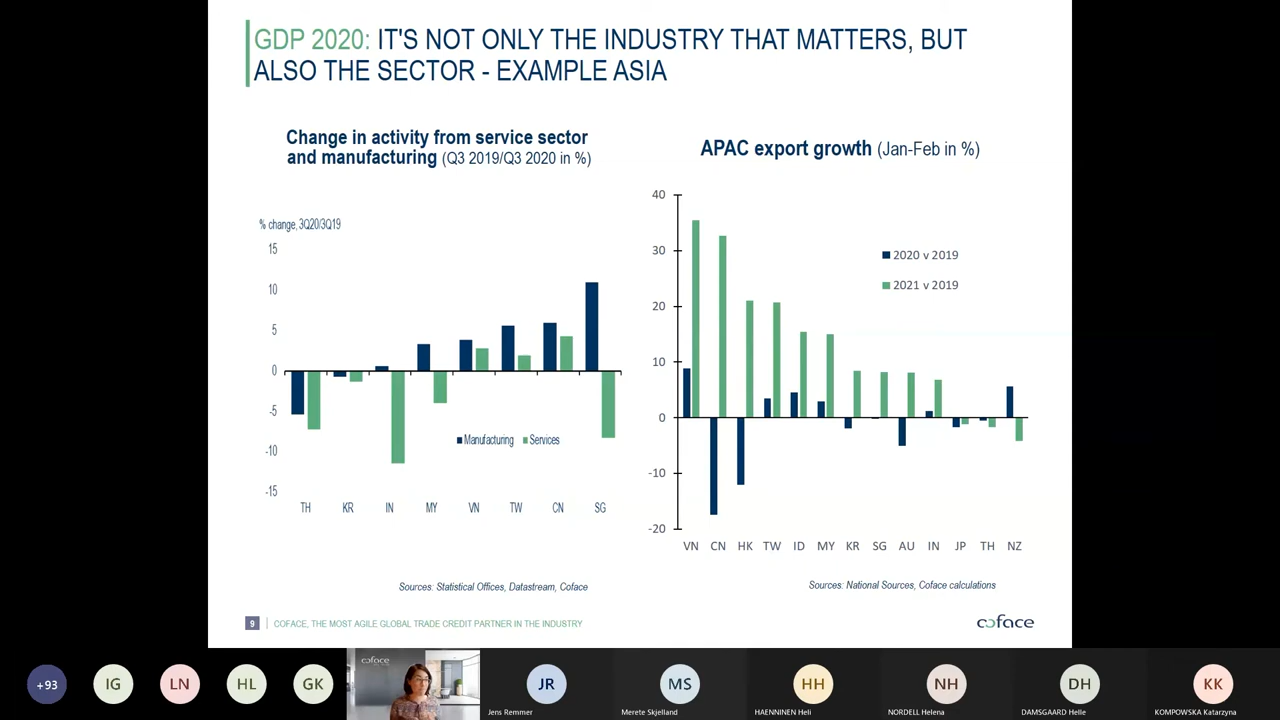 GDP 2020: IT'S NOT ONLY THE INDUSTRY THAT MATTERS, BUT
ALSO THE SECTOR - EXAMPLE ASIA
Change in activity from service sector
and manufacturing (Q3 2019/Q3 2020 in %)
% change, 3Q20/3Q19
15
10
5
0
-5
-10
-15
Manufacturing Services
TH KR IN MY VN TW CN SG
Sources: Statistical Offices, Datastream, Coface
APAC export growth (Jan-Feb in %)
40
30
20
10
0
-10
-20
2020 v 2019
2021 v 2019
VN CN HK TW ID MY KR SG AU IN JP TH NZ
Sources: National Sources, Coface calculations
9 COFACE, THE MOST AGILE GLOBAL TRADE CREDIT PARTNER IN THE INDUSTRY
coface
+93 IG LN HL GK coface JR MS HH NH DH KK
Jens Remmer Merete Skjelland HAENNINEN Heli NORDELL Helena DAMSGAARD Helle KOMPOWSKA Katarzyna